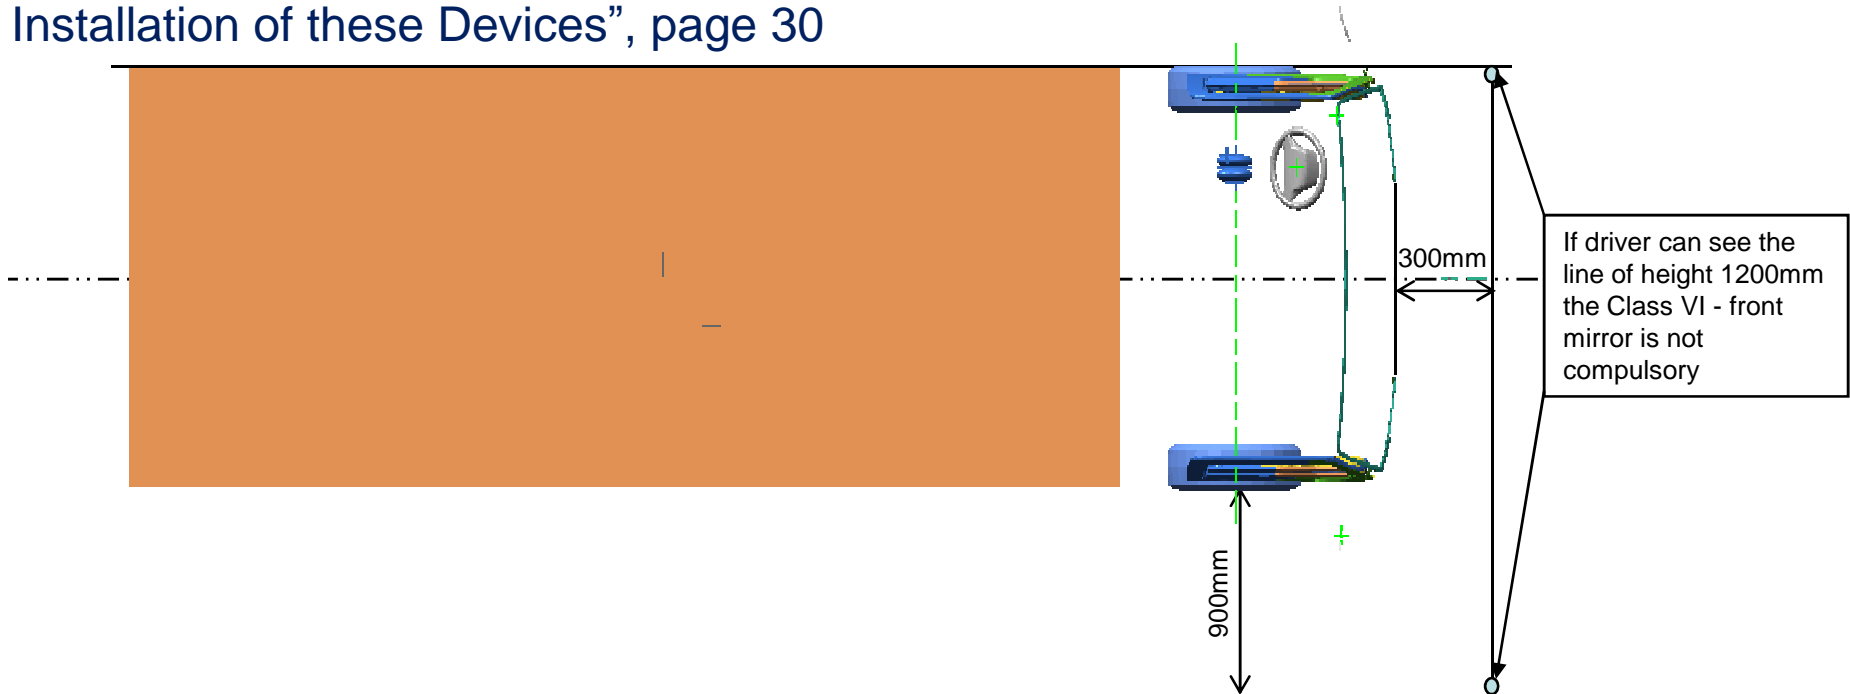 Installation of these Devices”, page 30
300mm
If driver can see the
line of height 1200mm
the Class VI - front
mirror is not
compulsory
900mm